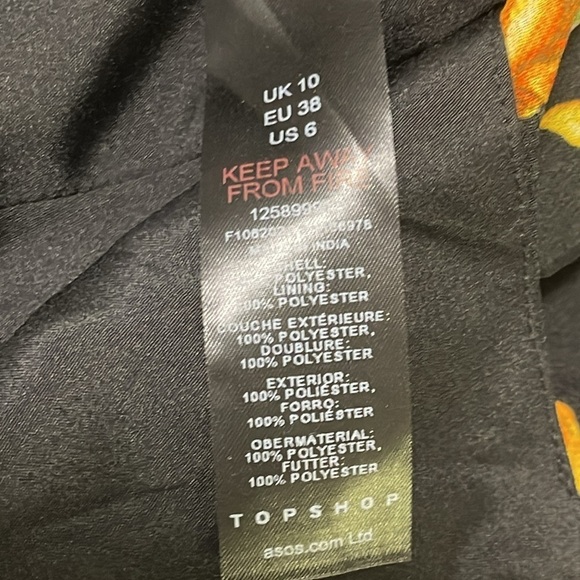 UK 10
EU 38
US 6
KEEP AWAY
FROM FIRE
INDIA
POLYESTER,
LINING:
100% POLYESTER
COUCHE EXTÉRIEURE:
100% POLYESTER,
DOUBLURE:
100% POLYESTER
EXTERIOR:
100% POLIÉSTER,
FORRO:
100% POLIÉSTER
OBERMATERIAL:
100% POLYESTER,
FUTTER:
100% POLYESTER
TOPSHOP
asos.com Ltd